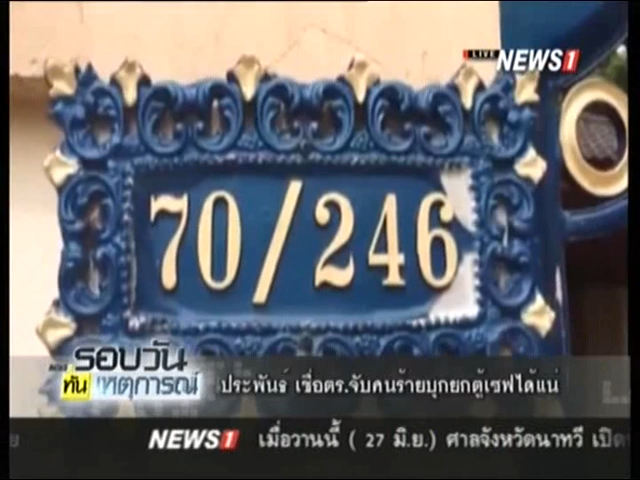 LIVE NEWS1
70/246
รอบวัน
ทันเหตุการณ์
ประพันธ์ เชื่อตร.จับคนร้ายบุกยกตู้เซฟได้แน่
NEWS1 เมื่อวานนี้ ( 27 มิ.ย.) ศาลจังหวัดนาทวี เปิด